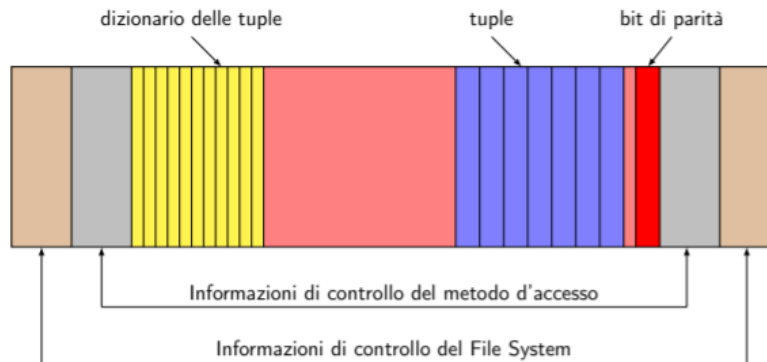 dizionario delle tuple
tuple
bit di parità
Informazioni di controllo del metodo d'accesso
Informazioni di controllo del File System